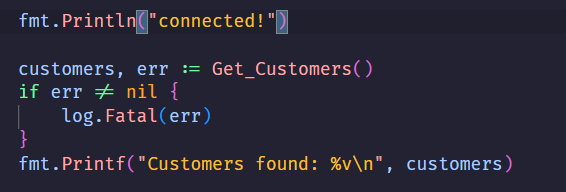 fmt.Println("connected!")
customers, err := Get_Customers()
if err != nil {
    log.Fatal(err)
}
fmt.Printf("Customers found: %v\n", customers)